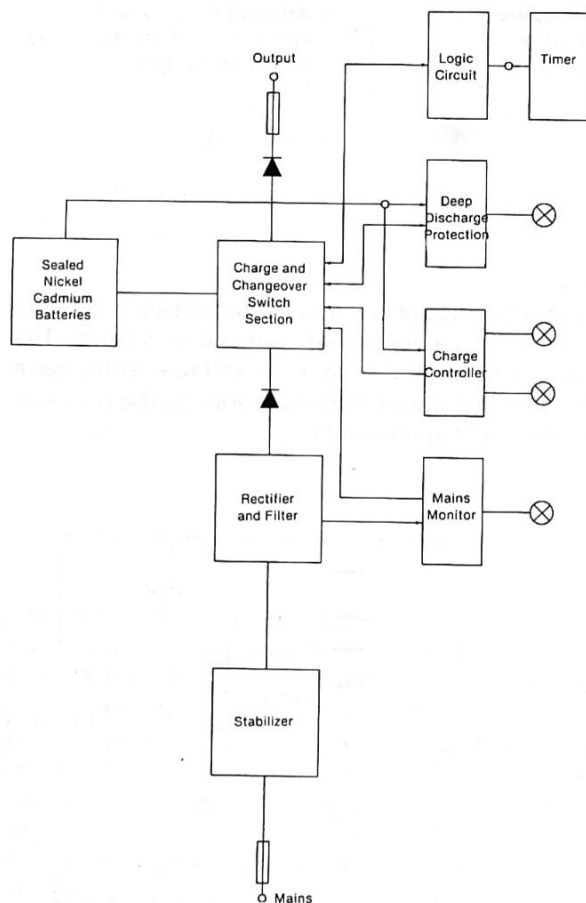 Output
Logic
Circuit
Timer
Deep
Discharge
Protection
Sealed
Nickel
Cadmium
Batteries
Charge and
Changeover
Switch
Section
Charge
Controller
Rectifier
and Filter
Mains
Monitor
Stabilizer
Mains